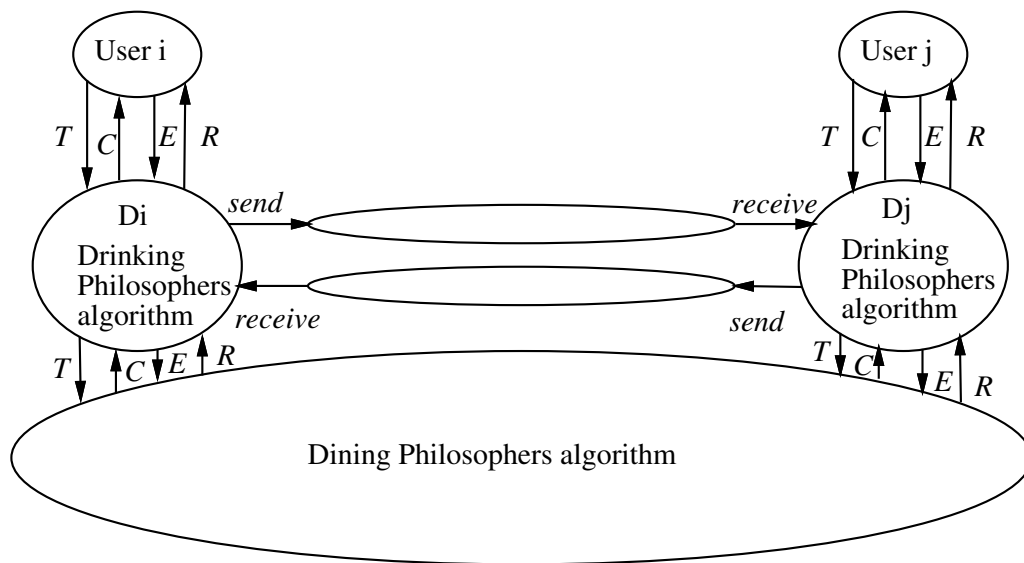 User i
User j
T
C
E
R
T
C
E
R
Di
Drinking
Philosophers
algorithm
send
receive
Dj
Drinking
Philosophers
algorithm
receive
send
T
C
E
R
T
C
E
R
Dining Philosophers algorithm